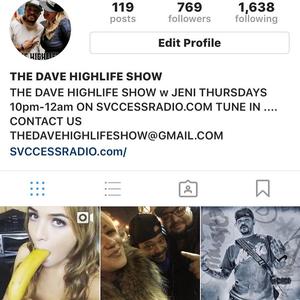 119 769 1,638
posts followers following
Edit Profile
THE DAVE HIGHLIFE SHOW
THE DAVE HIGHLIFE SHOW w JENI THURSDAYS
10pm-12am ON SVCCESSRADIO.COM TUNE IN ....
CONTACT US
THEDAVEHIGHLIFESHOW@GMAIL.COM
SVCCESSRADIO.com/